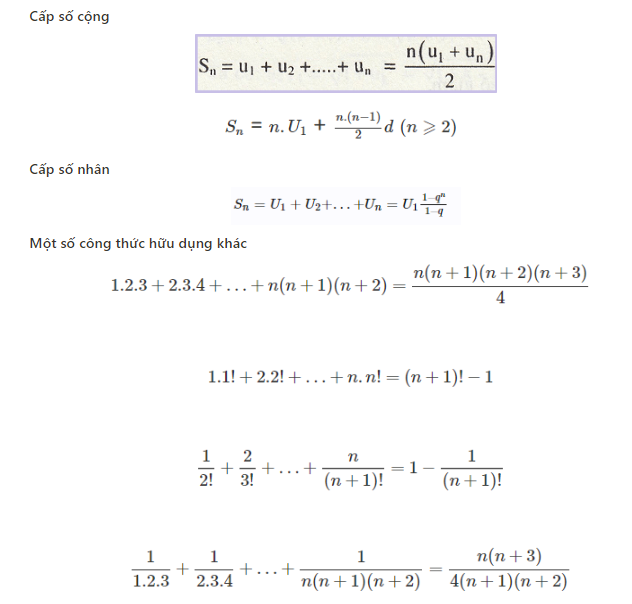 Cấp số cộng
Sₙ = u₁ + u₂ +.....+ uₙ = n(u₁ + uₙ) / 2
Sₙ = n. U₁ + n.(n−1)/2 d (n ⩾ 2)
Cấp số nhân
Sₙ = U₁ + U₂+. . . +Uₙ = U₁ (1−qⁿ)/(1−q)
Một số công thức hữu dụng khác
1.2.3 + 2.3.4 + . . . + n(n + 1)(n + 2) = n(n + 1)(n + 2)(n + 3) / 4
1.1! + 2.2! + . . . + n. n! = (n + 1)! − 1
1/2! + 2/3! + . . . + n/(n + 1)! = 1 − 1/(n + 1)!
1/1.2.3 + 1/2.3.4 + . . . + 1/n(n + 1)(n + 2) = n(n + 3) / 4(n + 1)(n + 2)